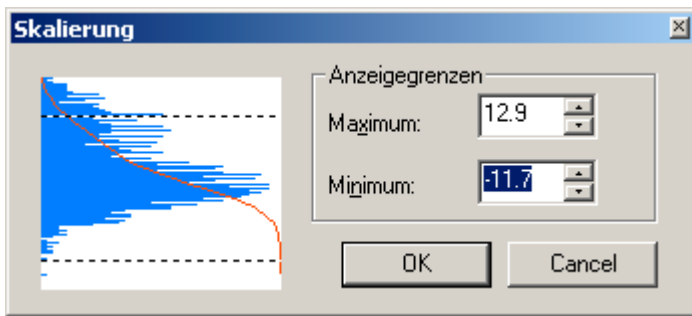 Skalierung
Anzeigegrenzen
Maximum: 12.9
Minimum: -11.7
OK Cancel